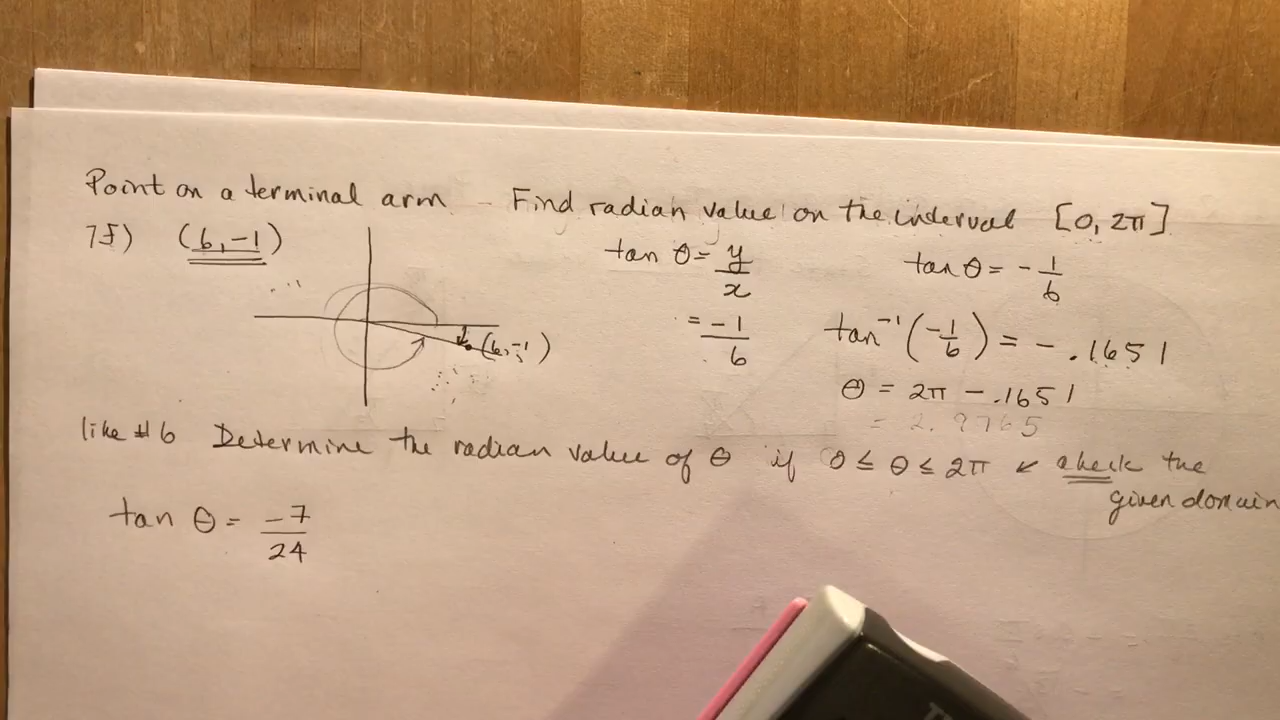 Point on a terminal arm - Find radian value on the interval [0, 2π]
7f) (6, -1)
(6, -1)
tan θ = y/x
= -1/6
tan θ = -1/6
tan⁻¹(-1/6) = -.1651
θ = 2π - .1651
= 2.9765
like #6 Determine the radian value of θ if 0 ≤ θ ≤ 2π ↙ check the
given domain
tan θ = -7/24